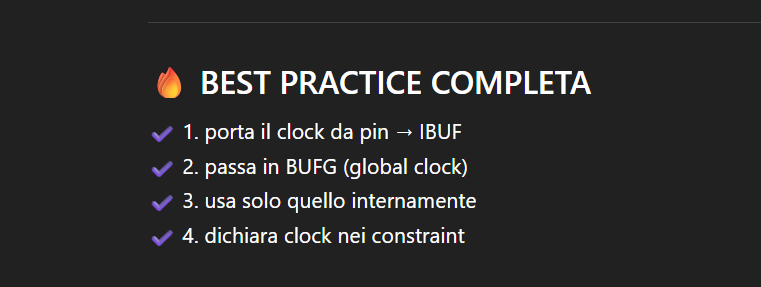 🔥 BEST PRACTICE COMPLETA
✔ 1. porta il clock da pin → IBUF
✔ 2. passa in BUFG (global clock)
✔ 3. usa solo quello internamente
✔ 4. dichiara clock nei constraint